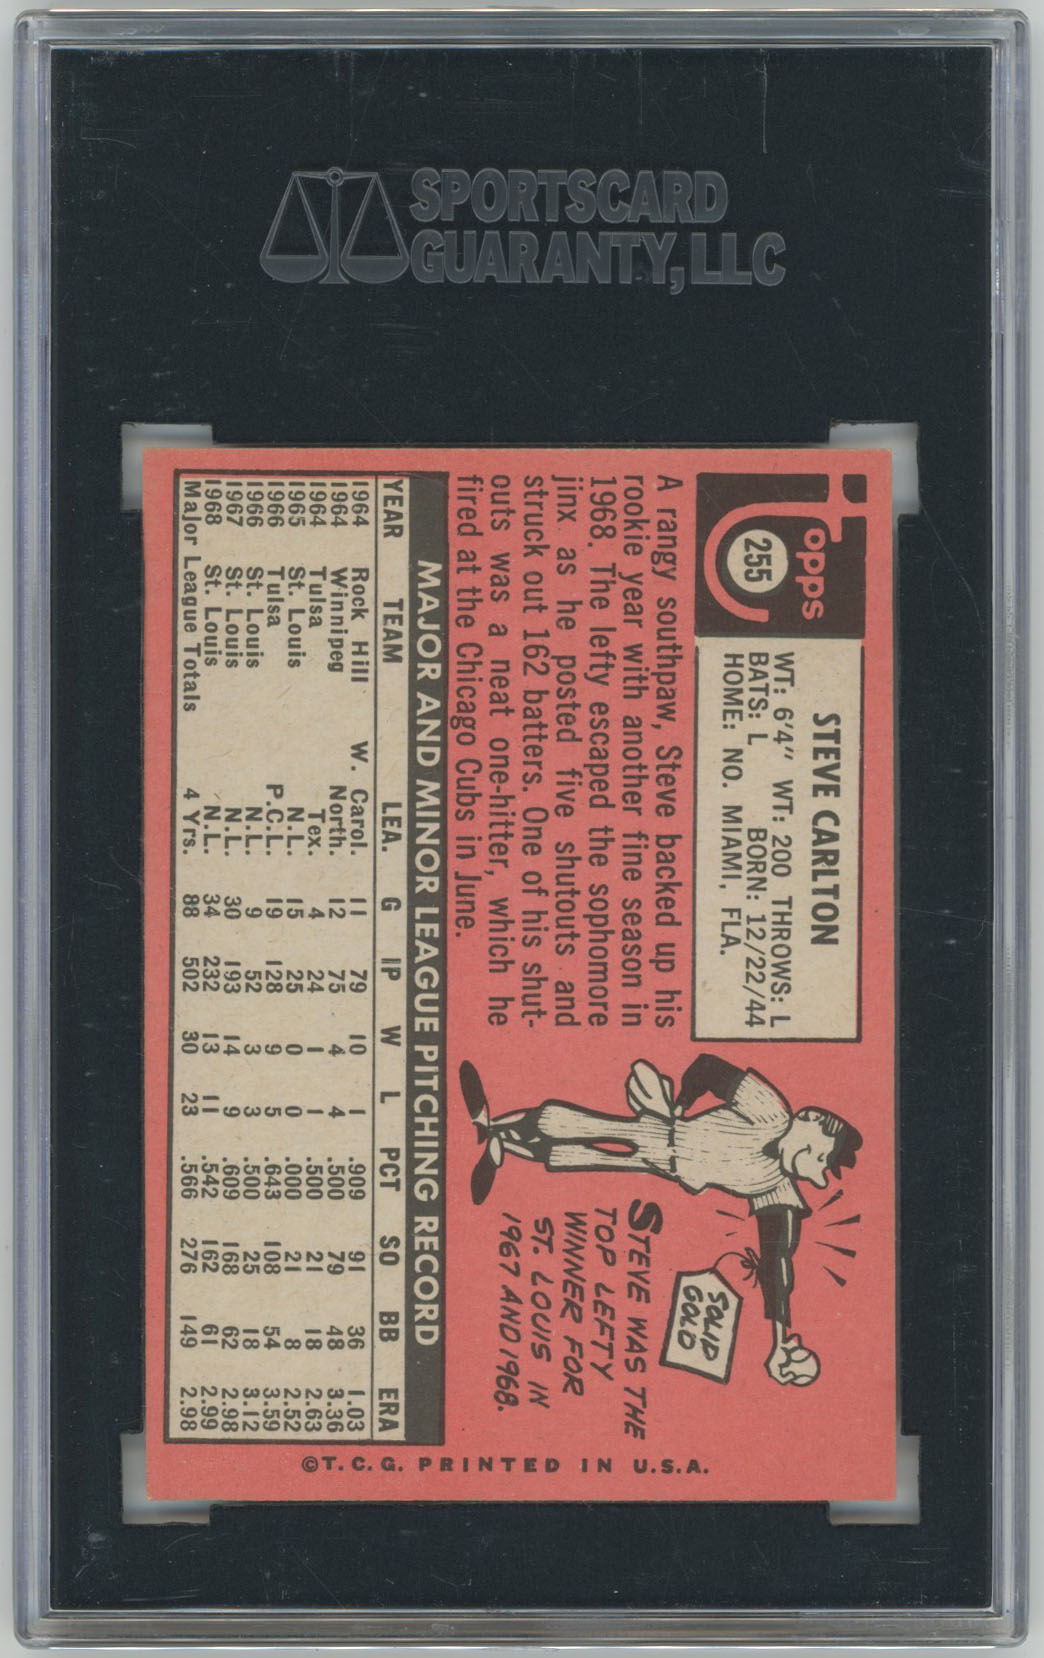 SPORTSCARD
GUARANTY, LLC
Topps
255
STEVE CARLTON
WT: 6'4" WT: 200 THROWS: L
BATS: L BORN: 12/22/44
HOME: NO. MIAMI, FLA.
A rangy southpaw, Steve backed up his
rookie year with another fine season in
1968. The lefty escaped the sophomore
jinx as he posted five shutouts and
struck out 162 batters. One of his shut-
outs was a neat one-hitter, which he
fired at the Chicago Cubs in June.
SOLID
GOLD
STEVE WAS THE
TOP LEFTY
WINNER FOR
ST. LOUIS IN
1967 AND 1968.
MAJOR AND MINOR LEAGUE PITCHING RECORD
YEAR TEAM LEA. G IP W L PCT SO BB ERA
1964 Rock Hill W. Carol. 11 79 10 1 .909 91 36 1.03
1964 Winnipeg North. 12 75 4 4 .500 79 48 3.36
1964 Tulsa Tex. 4 24 1 1 .500 21 18 2.63
1965 St. Louis N.L. 15 25 0 0 .000 21 8 2.52
1966 Tulsa P.C.L. 19 128 9 5 .643 108 54 3.59
1966 St. Louis N.L. 9 52 3 3 .500 25 18 3.12
1967 St. Louis N.L. 30 193 14 9 .609 168 62 2.98
1968 St. Louis N.L. 34 232 13 11 .542 162 61 2.99
Major League Totals 4 Yrs. 88 502 30 23 .566 276 149 2.98
©T.C.G. PRINTED IN U.S.A.